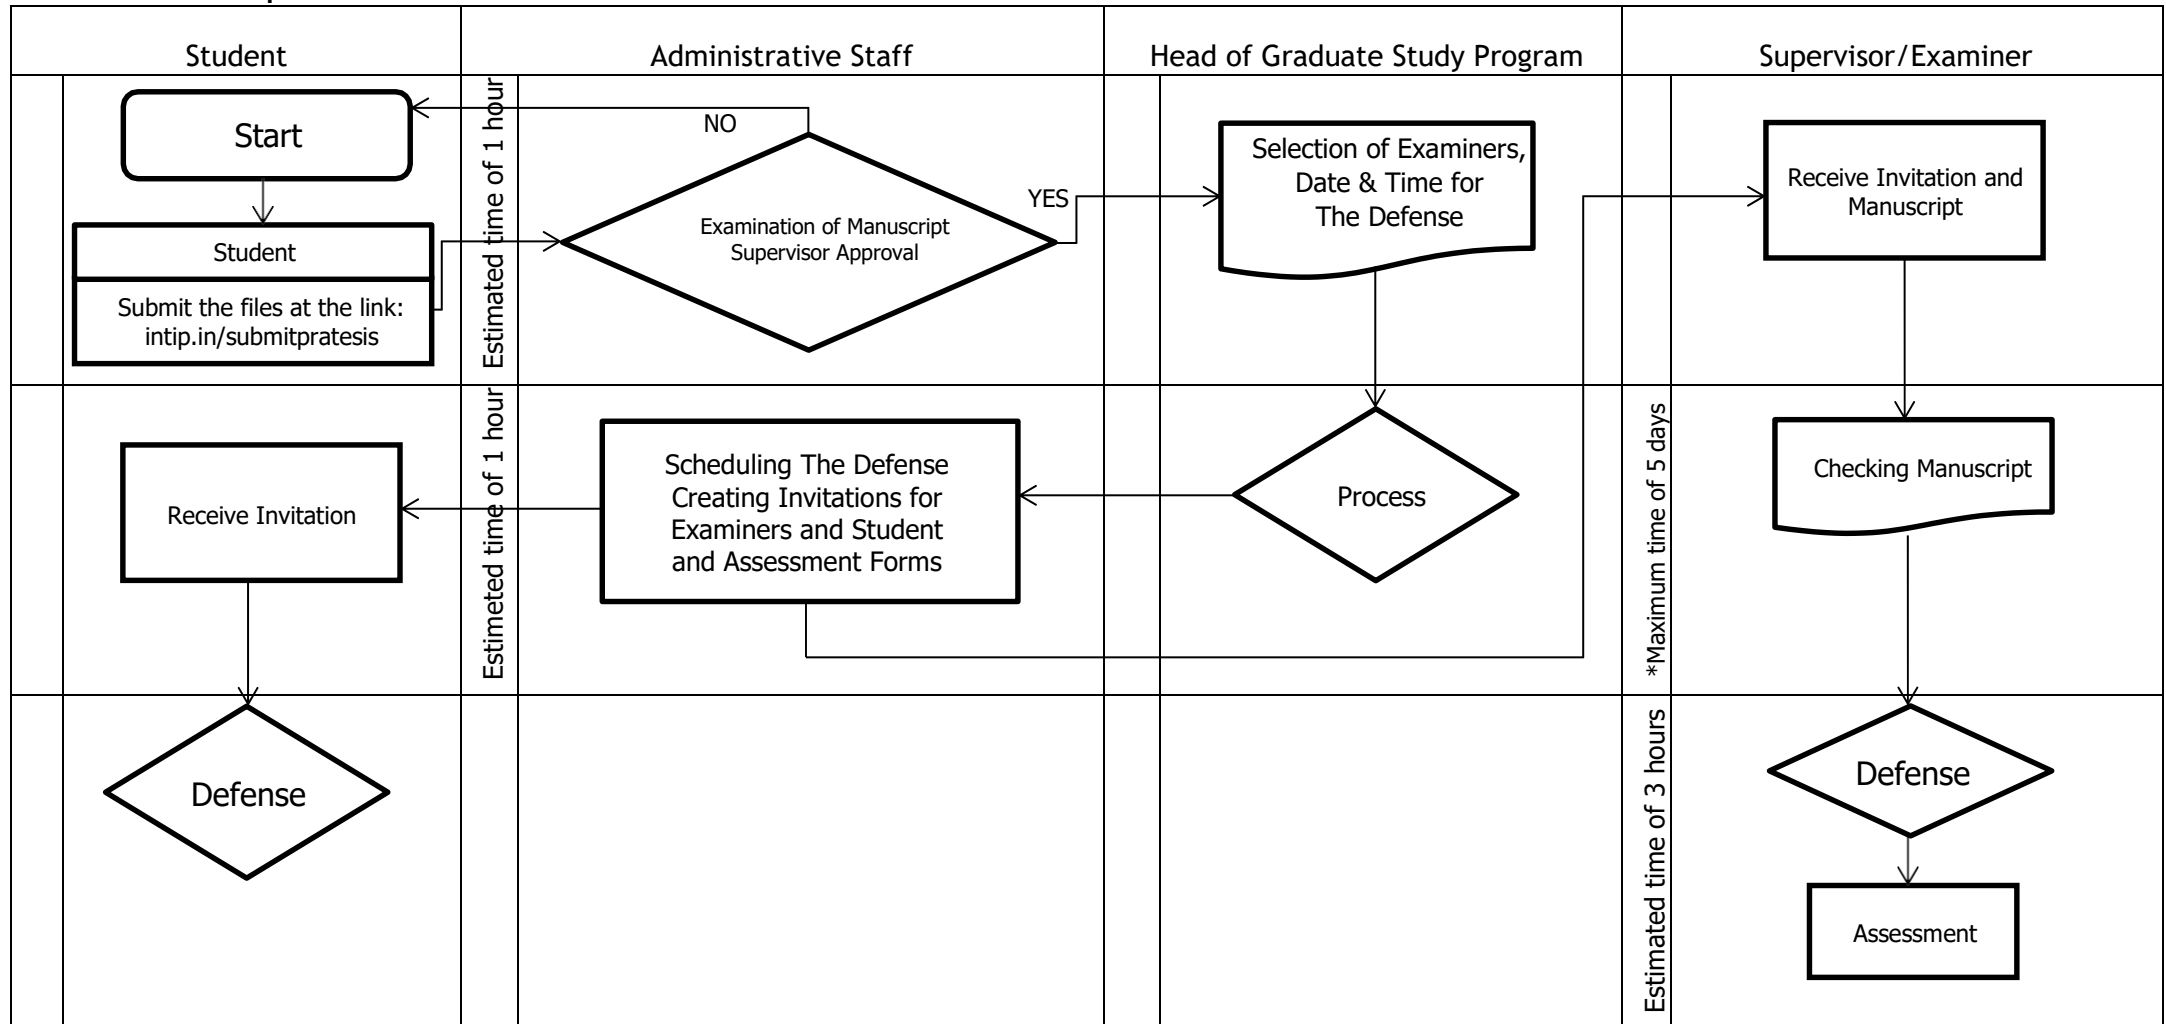 Student
Administrative Staff
Head of Graduate Study Program
Supervisor/Examiner
Start
Student
Submit the files at the link:
intip.in/submitpratesis
Estimated time of 1 hour
NO
YES
Examination of Manuscript
Supervisor Approval
Selection of Examiners,
Date & Time for
The Defense
Receive Invitation and
Manuscript
Receive Invitation
Estimeted time of 1 hour
Scheduling The Defense
Creating Invitations for
Examiners and Student
and Assessment Forms
Process
*Maximum time of 5 days
Checking Manuscript
Defense
Estimated time of 3 hours
Defense
Assessment